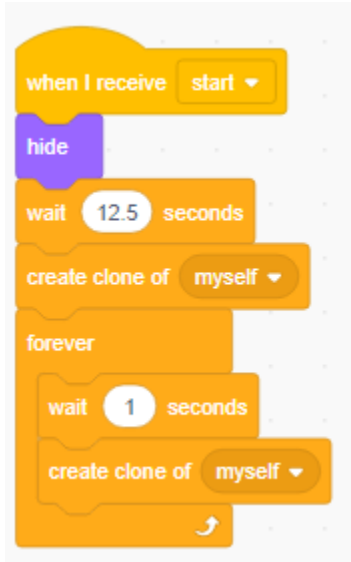 when I receive start
hide
wait 12.5 seconds
create clone of myself
forever
wait 1 seconds
create clone of myself